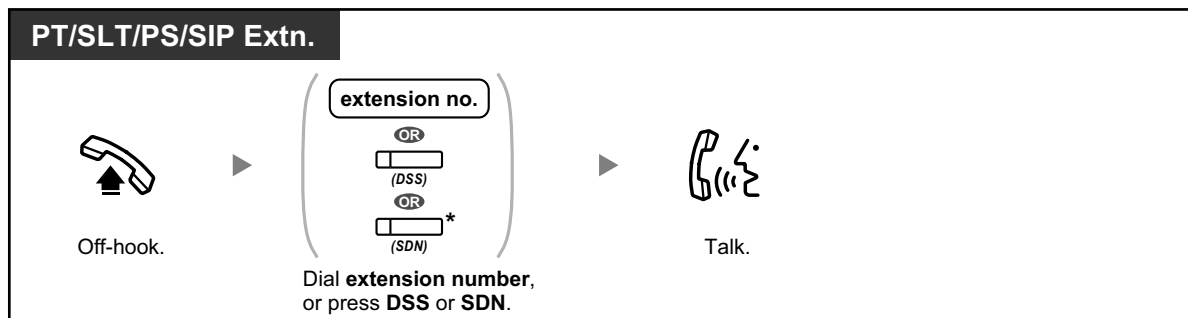 PT/SLT/PS/SIP Extn.
extension no.
OR
(DSS)
OR
*
(SDN)
Off-hook.
Dial extension number,
or press DSS or SDN.
Talk.